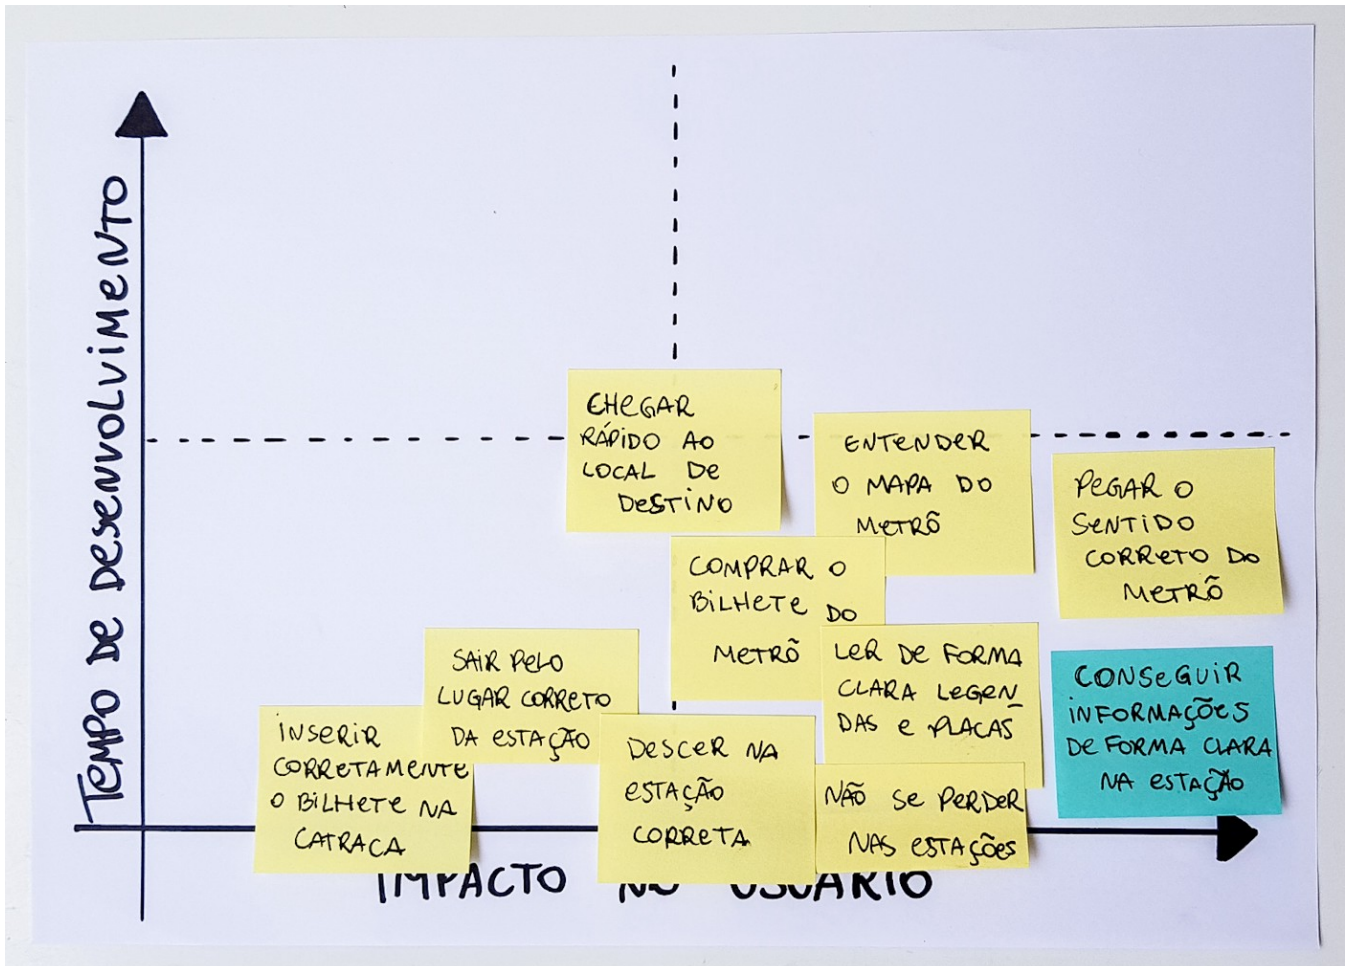 TEMPO DE DESENVOLVIMENTO
CHEGAR
RÁPIDO AO
LOCAL DE
DESTINO
ENTENDER
O MAPA DO
METRÔ
PEGAR O
SENTIDO
CORRETO DO
METRÔ
COMPRAR O
BILHETE DO
METRÔ
SAIR PELO
LUGAR CORRETO
DA ESTAÇÃO
LER DE FORMA
CLARA LEGEN
DAS E PLACAS
CONSEGUIR
INFORMAÇÕES
DE FORMA CLARA
NA ESTAÇÃO
INSERIR
CORRETAMENTE
O BILHETE NA
CATRACA
DESCER NA
ESTAÇÃO
CORRETA
NÃO SE PERDER
NAS ESTAÇÕES
IMPACTO NO USUÁRIO